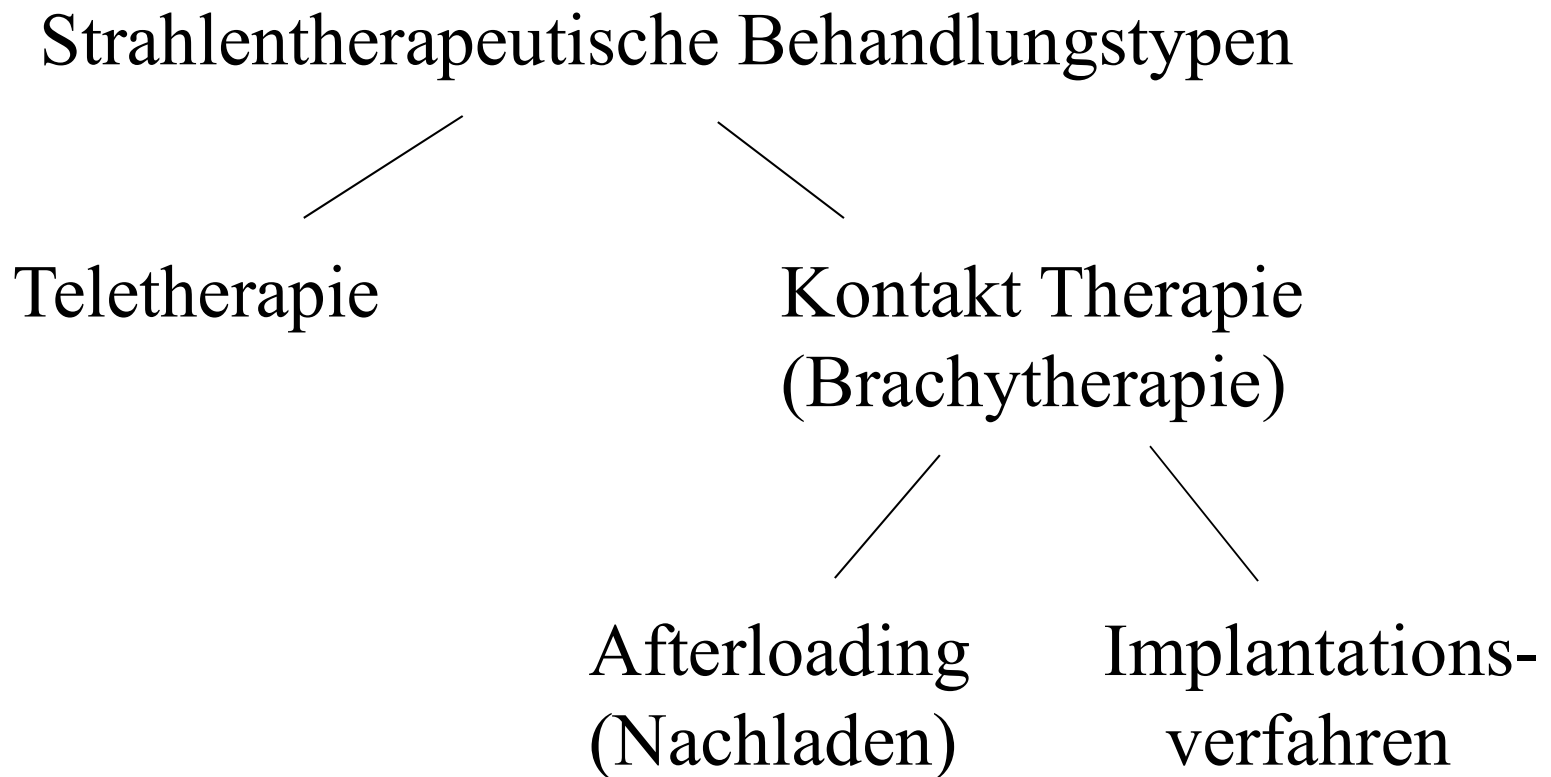 Strahlentherapeutische Behandlungstypen
Teletherapie
Kontakt Therapie
(Brachytherapie)
Afterloading
(Nachladen)
Implantations-
verfahren